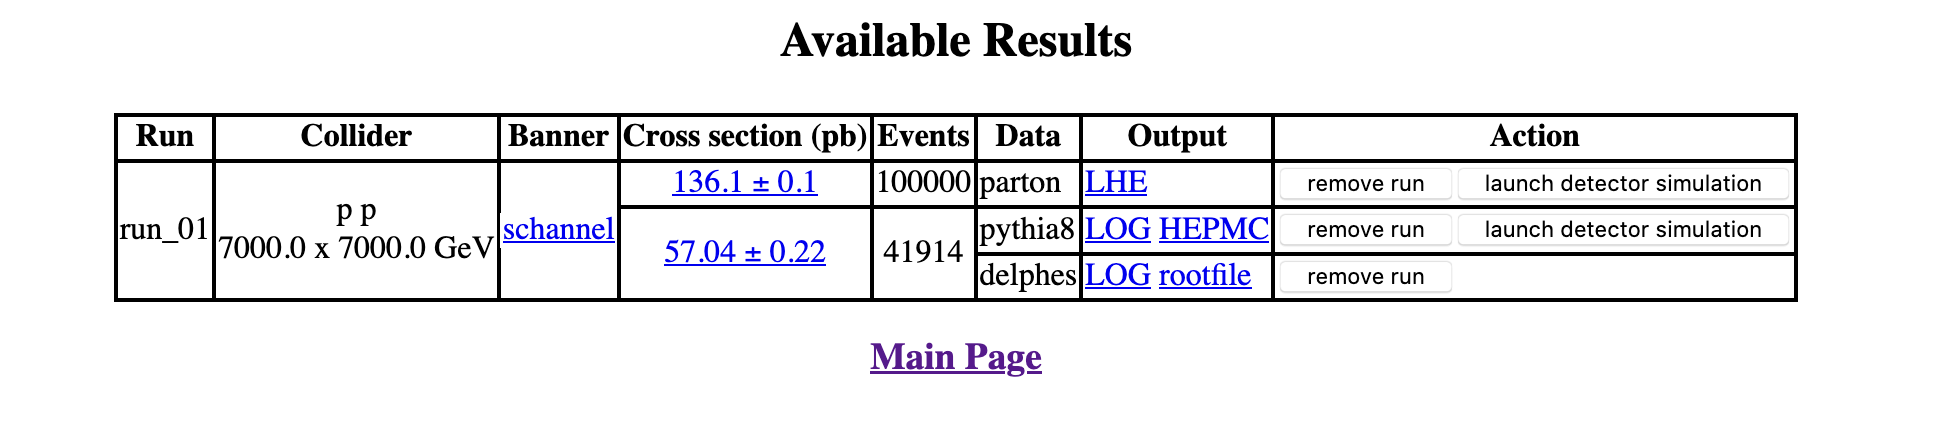 Available Results
Run Collider Banner Cross section (pb) Events Data Output Action
run_01 p p
7000.0 x 7000.0 GeV schannel 136.1 ± 0.1 100000 parton LHE remove run launch detector simulation
57.04 ± 0.22 41914 pythia8 LOG HEPMC remove run launch detector simulation
delphes LOG rootfile remove run
Main Page